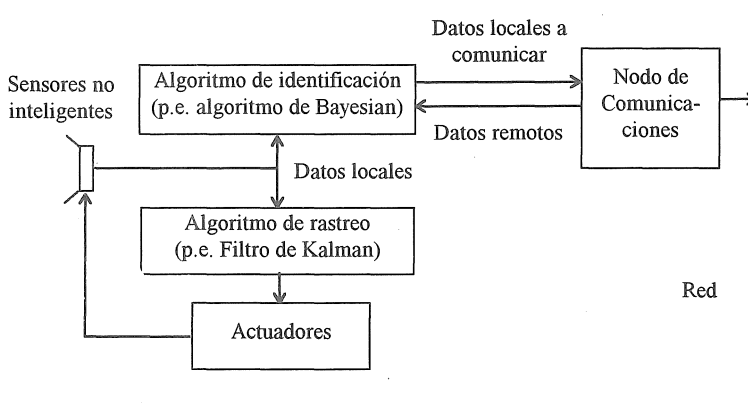 Datos locales a
comunicar
Sensores no
inteligentes
Algoritmo de identificación
(p.e. algoritmo de Bayesian)
Nodo de
Comunica-
ciones
Datos remotos
Datos locales
Algoritmo de rastreo
(p.e. Filtro de Kalman)
Red
Actuadores